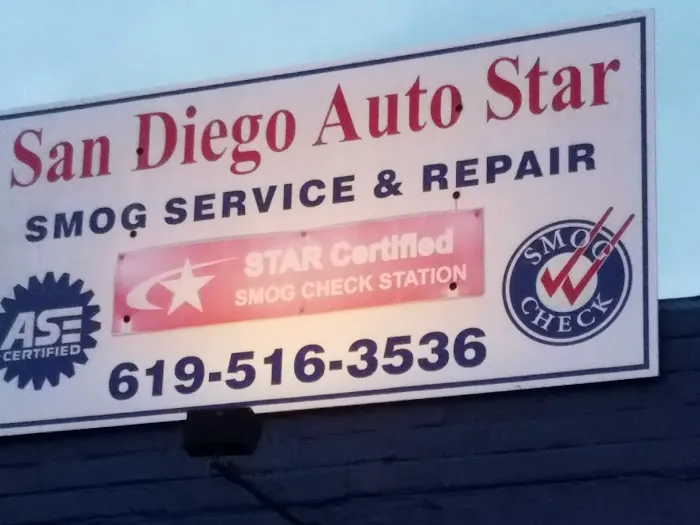 San Diego Auto Star
SMOG SERVICE & REPAIR
STAR Certified
SMOG CHECK STATION
ASE
CERTIFIED
SMOG
CHECK
619-516-3536